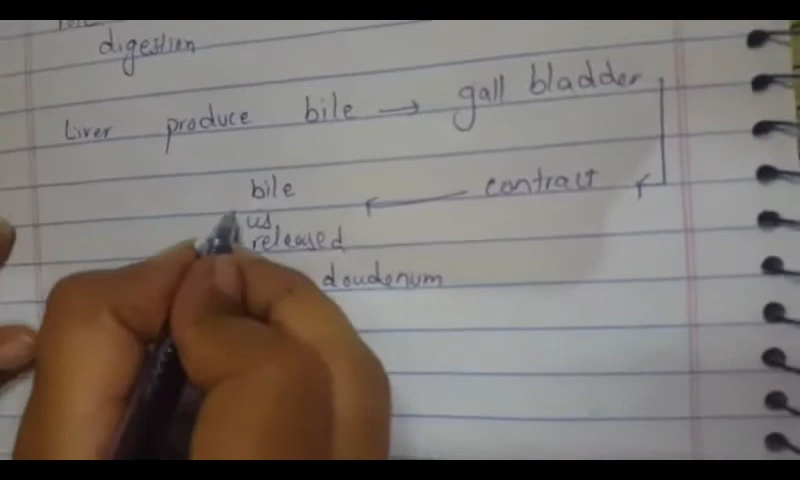 digestion
Liver produce bile → gall bladder
bile ← contract
is
released
doudenum